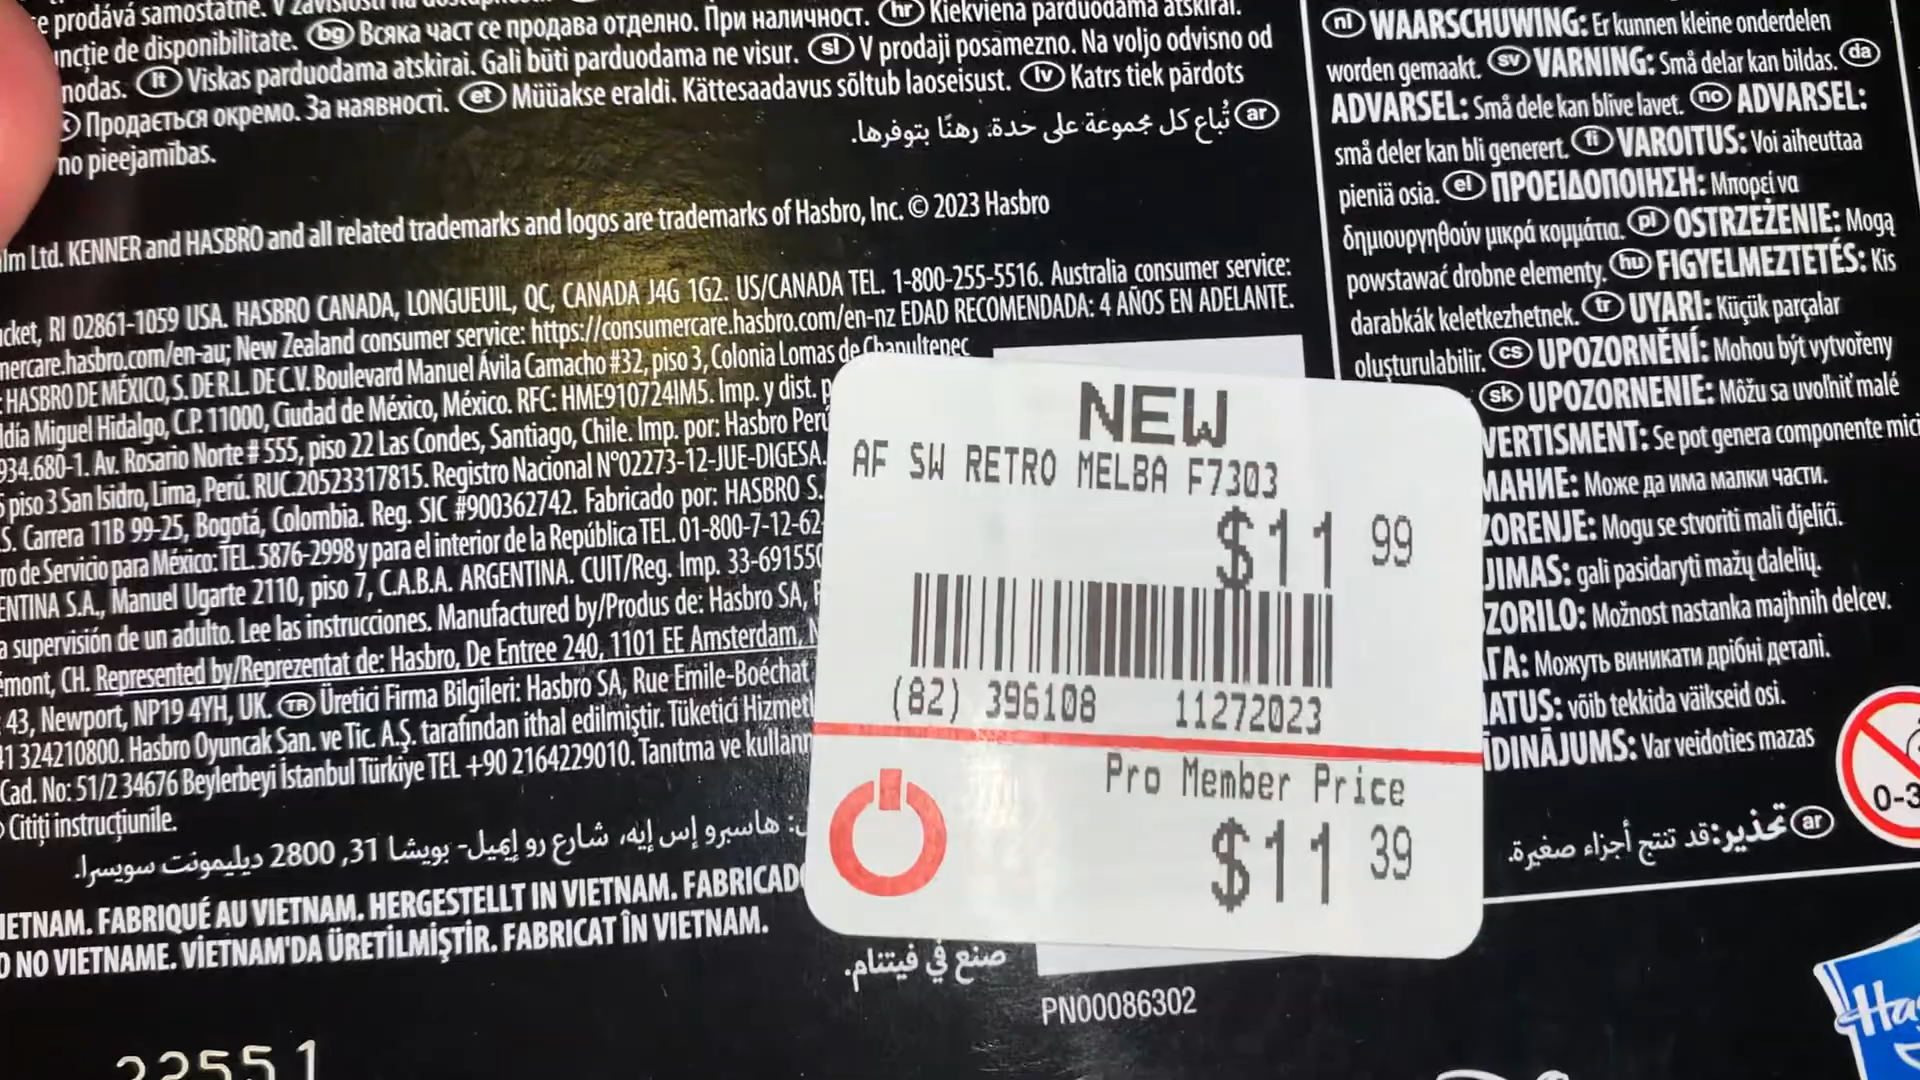 prodává samostatně. V závislosti na
uncție de disponibilitate. bg Всяка част се продава отделно. При наличност. hr Kiekviena parduodama atskirai.
nodas. lt Viskas parduodama atskirai. Gali būti parduodama ne visur. sl V prodaji posamezno. Na voljo odvisno od
Продається окремо. За наявності. et Müüakse eraldi. Kättesaadavus sõltub laoseisust. lv Katrs tiek pārdots
no pieejamības.
ar تُباع كل مجموعة على حدة، رهنًا بتوفرها.
lm Ltd. KENNER and HASBRO and all related trademarks and logos are trademarks of Hasbro, Inc. © 2023 Hasbro
cket, RI 02861-1059 USA. HASBRO CANADA, LONGUEUIL, QC, CANADA J4G 1G2. US/CANADA TEL. 1-800-255-5516. Australia consumer service:
mercare.hasbro.com/en-au; New Zealand consumer service: https://consumercare.hasbro.com/en-nz EDAD RECOMENDADA: 4 AÑOS EN ADELANTE.
: HASBRO DE MÉXICO, S. DE R.L. DE C.V. Boulevard Manuel Ávila Camacho #32, piso 3, Colonia Lomas de Chapultepec
ldía Miguel Hidalgo, C.P. 11000, Ciudad de México, México. RFC: HME910724IM5. Imp. y dist. p
934.680-1. Av. Rosario Norte # 555, piso 22 Las Condes, Santiago, Chile. Imp. por: Hasbro Perú
piso 3 San Isidro, Lima, Perú. RUC.20523317815. Registro Nacional N°02273-12-JUE-DIGESA.
S. Carrera 11B 99-25, Bogotá, Colombia. Reg. SIC #900362742. Fabricado por: HASBRO S.
ro de Servicio para México: TEL. 5876-2998 y para el interior de la República TEL. 01-800-7-12-62
ENTINA S.A., Manuel Ugarte 2110, piso 7, C.A.B.A. ARGENTINA. CUIT/Reg. Imp. 33-69155
a supervisión de un adulto. Lee las instrucciones. Manufactured by/Produs de: Hasbro SA,
émont, CH. Represented by/Reprezentat de: Hasbro, De Entree 240, 1101 EE Amsterdam,
43, Newport, NP19 4YH, UK. TR Üretici Firma Bilgileri: Hasbro SA, Rue Emile-Boéchat
41 324210800. Hasbro Oyuncak San. ve Tic. A.Ş. tarafından ithal edilmiştir. Tüketici Hizmet
Cad. No: 51/2 34676 Beylerbeyi İstanbul Türkiye TEL +90 2164229010. Tanıtma ve kullanı
Citiți instrucțiunile.
هاسبرو إس إيه، شارع رو إميل- بويشا 31, 2800 ديليمونت سويسرا.
IETNAM. FABRIQUÉ AU VIETNAM. HERGESTELLT IN VIETNAM. FABRICAD
O NO VIETNAME. VİETNAM'DA ÜRETİLMİŞTİR. FABRICAT ÎN VIETNAM.
صنع في فيتنام.
PN00086302
22551
NEW
AF SW RETRO MELBA F7303
$11 99
(82) 396108 11272023
Pro Member Price
$11 39
nl WAARSCHUWING: Er kunnen kleine onderdelen
worden gemaakt. sv VARNING: Små delar kan bildas. da
ADVARSEL: Små dele kan blive lavet. no ADVARSEL:
små deler kan bli generert. fi VAROITUS: Voi aiheuttaa
pieniä osia. el ΠΡΟΕΙΔΟΠΟΙΗΣΗ: Μπορεί να
δημιουργηθούν μικρά κομμάτια. pl OSTRZEŻENIE: Mogą
powstawać drobne elementy. hu FIGYELMEZTETÉS: Kis
darabkák keletkezhetnek. tr UYARI: Küçük parçalar
oluşturulabilir. cs UPOZORNĚNÍ: Mohou být vytvořeny
sk UPOZORNENIE: Môžu sa uvoľniť malé
VERTISMENT: Se pot genera componente mici
МАНИЕ: Може да има малки части.
ZORENJE: Mogu se stvoriti mali djelići.
JIMAS: gali pasidaryti mažų dalelių.
ZORILO: Možnost nastanka majhnih delcev.
ГА: Можуть виникати дрібні деталі.
ATUS: võib tekkida väikseid osi.
ĪDINĀJUMS: Var veidoties mazas
ar تحذير: قد تنتج أجزاء صغيرة.
0-3
Ha